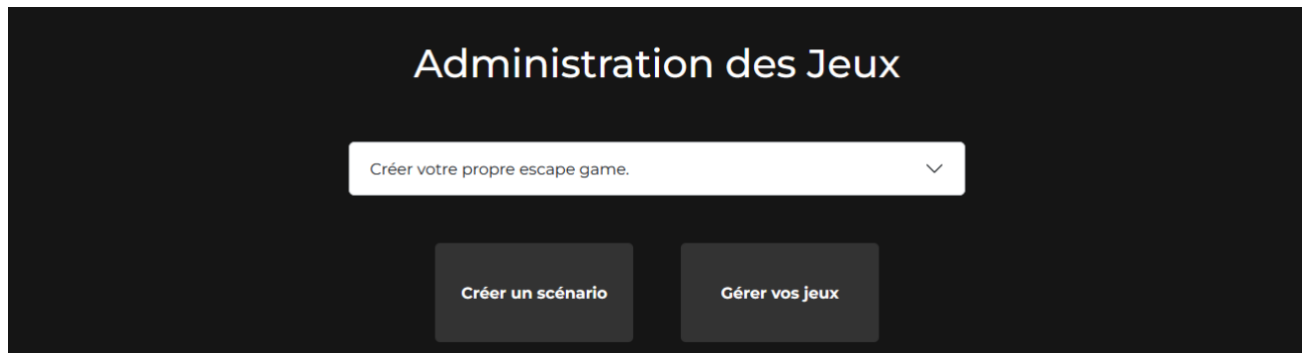 Administration des Jeux
Créer votre propre escape game.
Créer un scénario
Gérer vos jeux